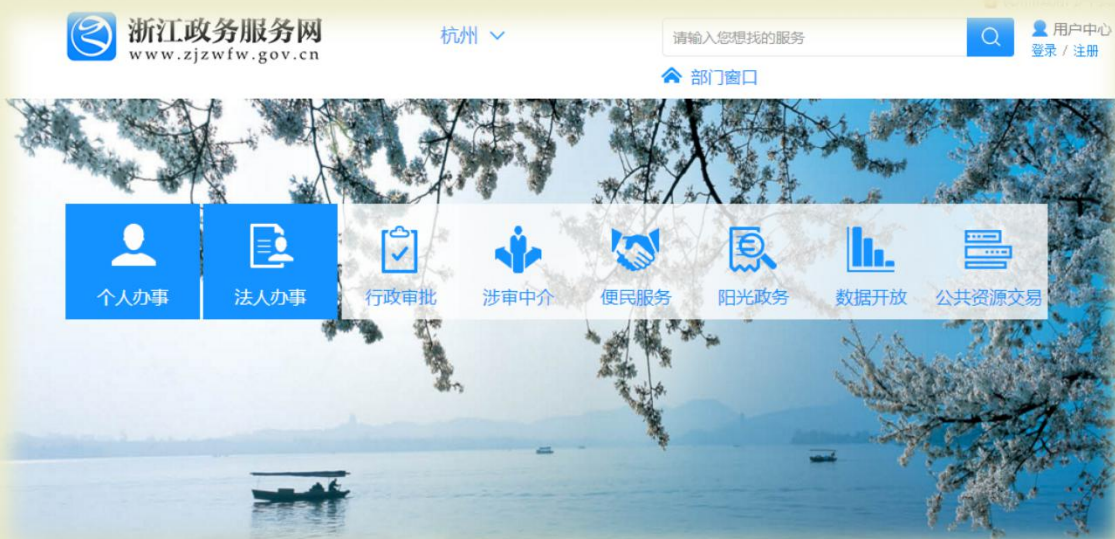 浙江政务服务网
www.zjzwfw.gov.cn
杭州
请输入您想找的服务
用户中心
登录 / 注册
部门窗口
个人办事
法人办事
行政审批
涉审中介
便民服务
阳光政务
数据开放
公共资源交易